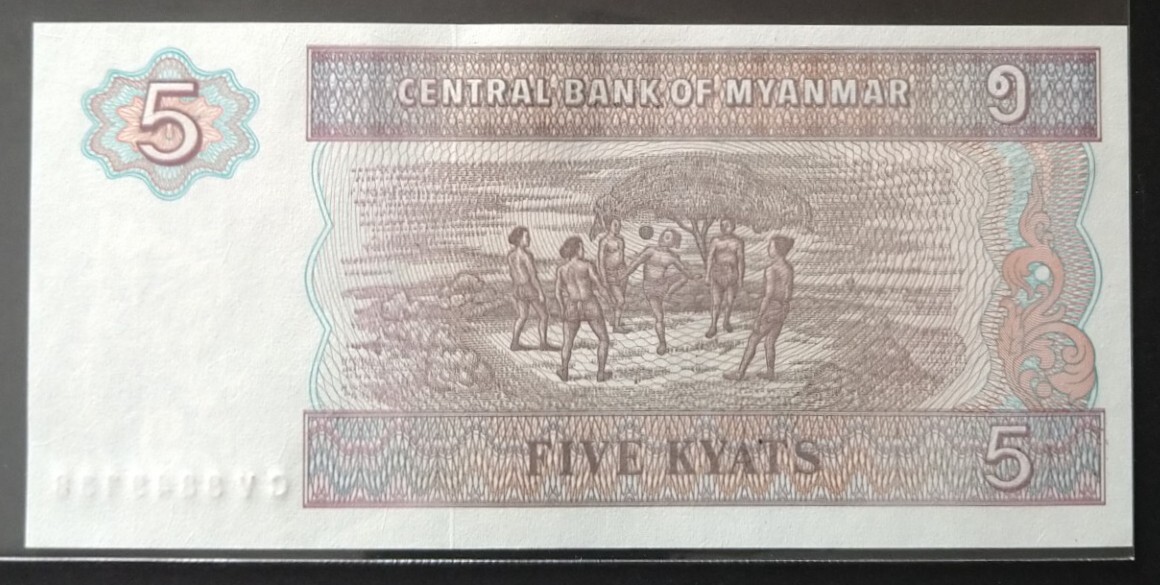 5
CENTRAL BANK OF MYANMAR ၅
FIVE KYATS 5